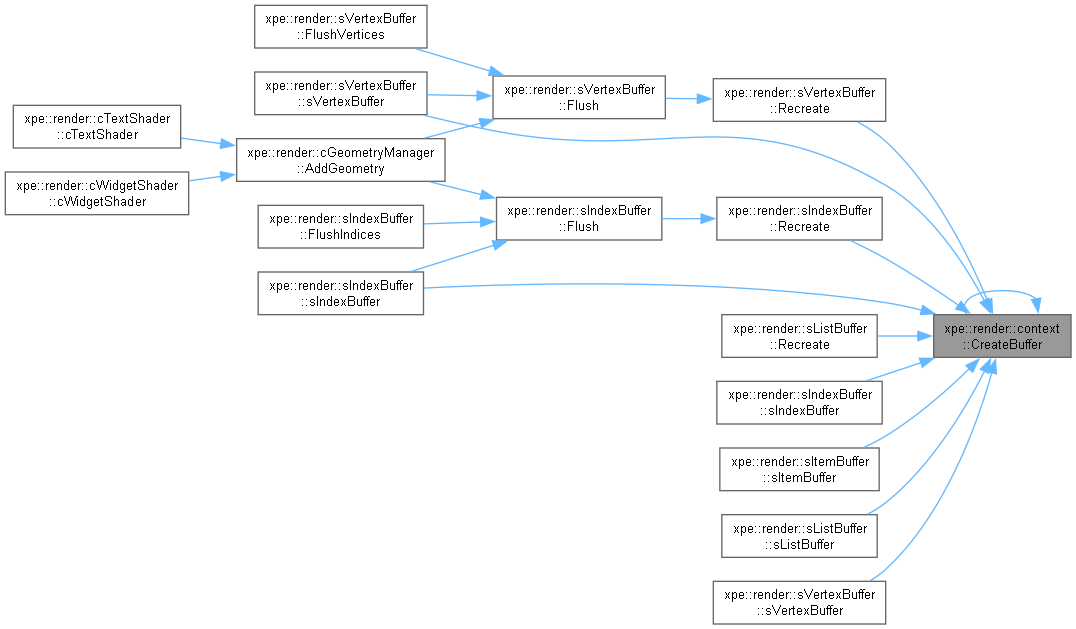 xpe::render::sVertexBuffer
::FlushVertices
xpe::render::sVertexBuffer
::sVertexBuffer
xpe::render::sVertexBuffer
::Flush
xpe::render::sVertexBuffer
::Recreate
xpe::render::cTextShader
::cTextShader
xpe::render::cGeometryManager
::AddGeometry
xpe::render::cWidgetShader
::cWidgetShader
xpe::render::sIndexBuffer
::FlushIndices
xpe::render::sIndexBuffer
::Flush
xpe::render::sIndexBuffer
::Recreate
xpe::render::sIndexBuffer
::sIndexBuffer
xpe::render::context
::CreateBuffer
xpe::render::sListBuffer
::Recreate
xpe::render::sIndexBuffer
::sIndexBuffer
xpe::render::sItemBuffer
::sItemBuffer
xpe::render::sListBuffer
::sListBuffer
xpe::render::sVertexBuffer
::sVertexBuffer